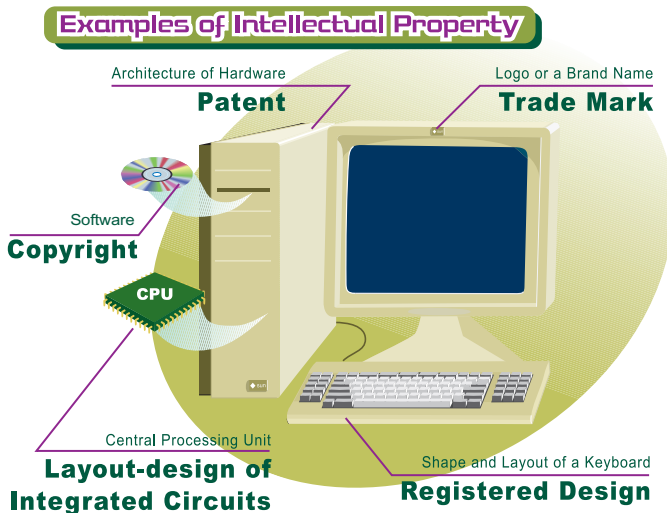 Examples of Intellectual Property
Architecture of Hardware
Patent
Logo or a Brand Name
Trade Mark
Software
Copyright
CPU
sun
Central Processing Unit
Layout-design of
Integrated Circuits
Shape and Layout of a Keyboard
Registered Design